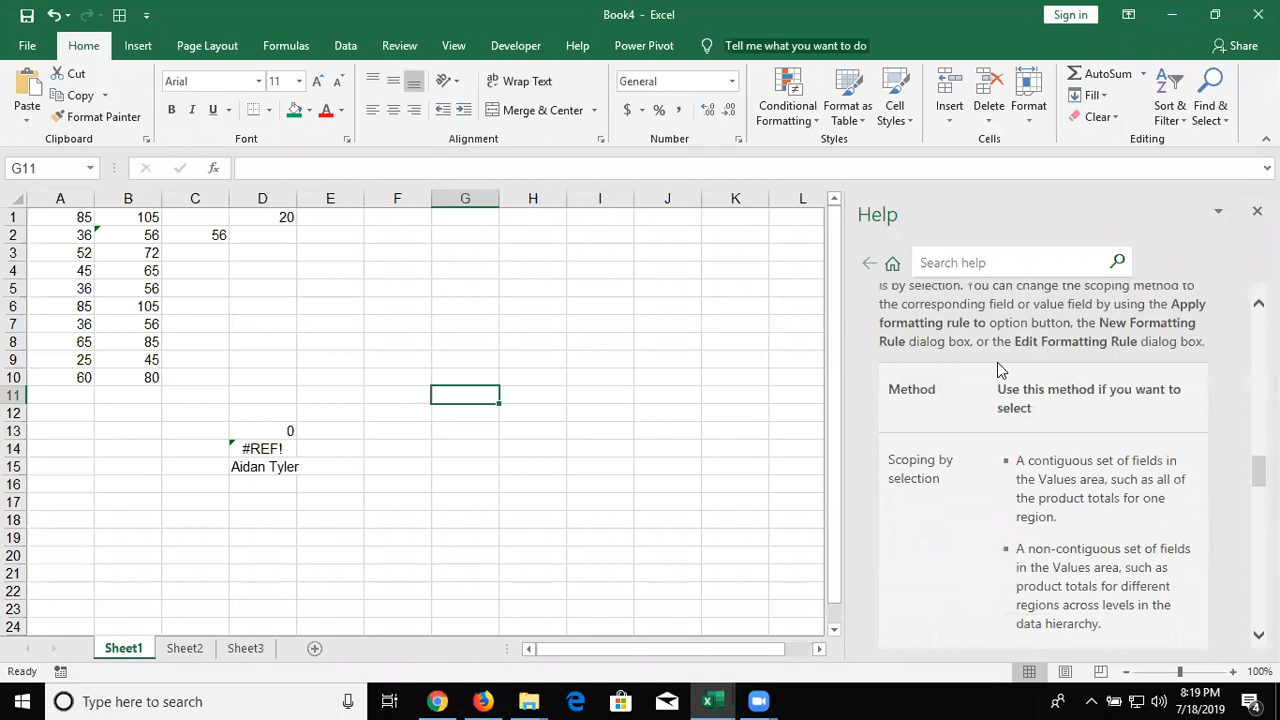 Book4 - Excel
Sign in
File Home Insert Page Layout Formulas Data Review View Developer Help Power Pivot Tell me what you want to do Share
Paste
Cut
Copy
Format Painter
Clipboard
Arial 11
B I U
Font
Wrap Text
Merge & Center
Alignment
General
$ % ,
Number
Conditional Formatting
Format as Table
Cell Styles
Styles
Insert Delete Format
Cells
AutoSum
Fill
Clear
Sort & Filter
Find & Select
Editing
G11 fx
A B C D E F G H I J K L
1 85 105 20
2 36 56 56
3 52 72
4 45 65
5 36 56
6 85 105
7 36 56
8 65 85
9 25 45
10 60 80
11
12
13 0
14 #REF!
15 Aidan Tyler
16
17
18
19
20
21
22
23
24
Help
Search help
is by selection. You can change the scoping method to
the corresponding field or value field by using the Apply
formatting rule to option button, the New Formatting
Rule dialog box, or the Edit Formatting Rule dialog box.
Method Use this method if you want to
select
Scoping by
selection
A contiguous set of fields in
the Values area, such as all of
the product totals for one
region.
A non-contiguous set of fields
in the Values area, such as
product totals for different
regions across levels in the
data hierarchy.
Sheet1 Sheet2 Sheet3
Ready 100%
Type here to search
8:19 PM
7/18/2019
4